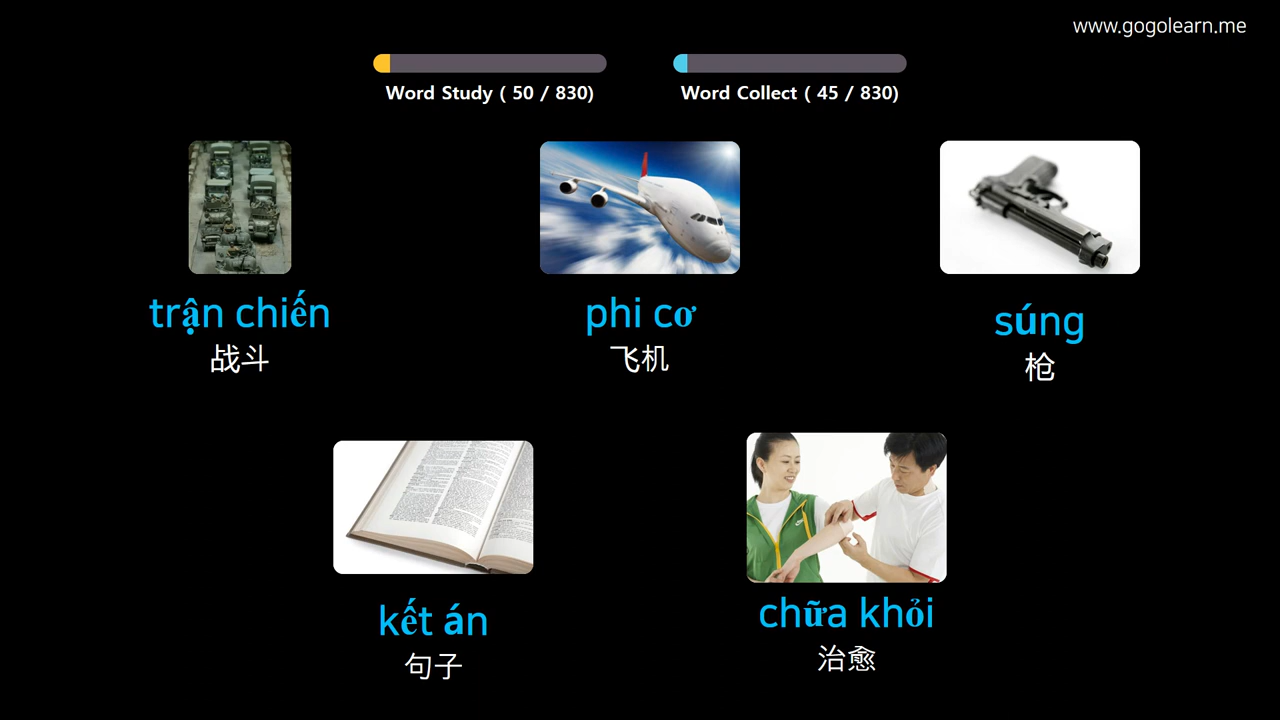 www.gogolearn.me
Word Study ( 50 / 830)
Word Collect ( 45 / 830)
trận chiến
战斗
phi cơ
飞机
súng
枪
kết án
句子
chữa khỏi
治愈